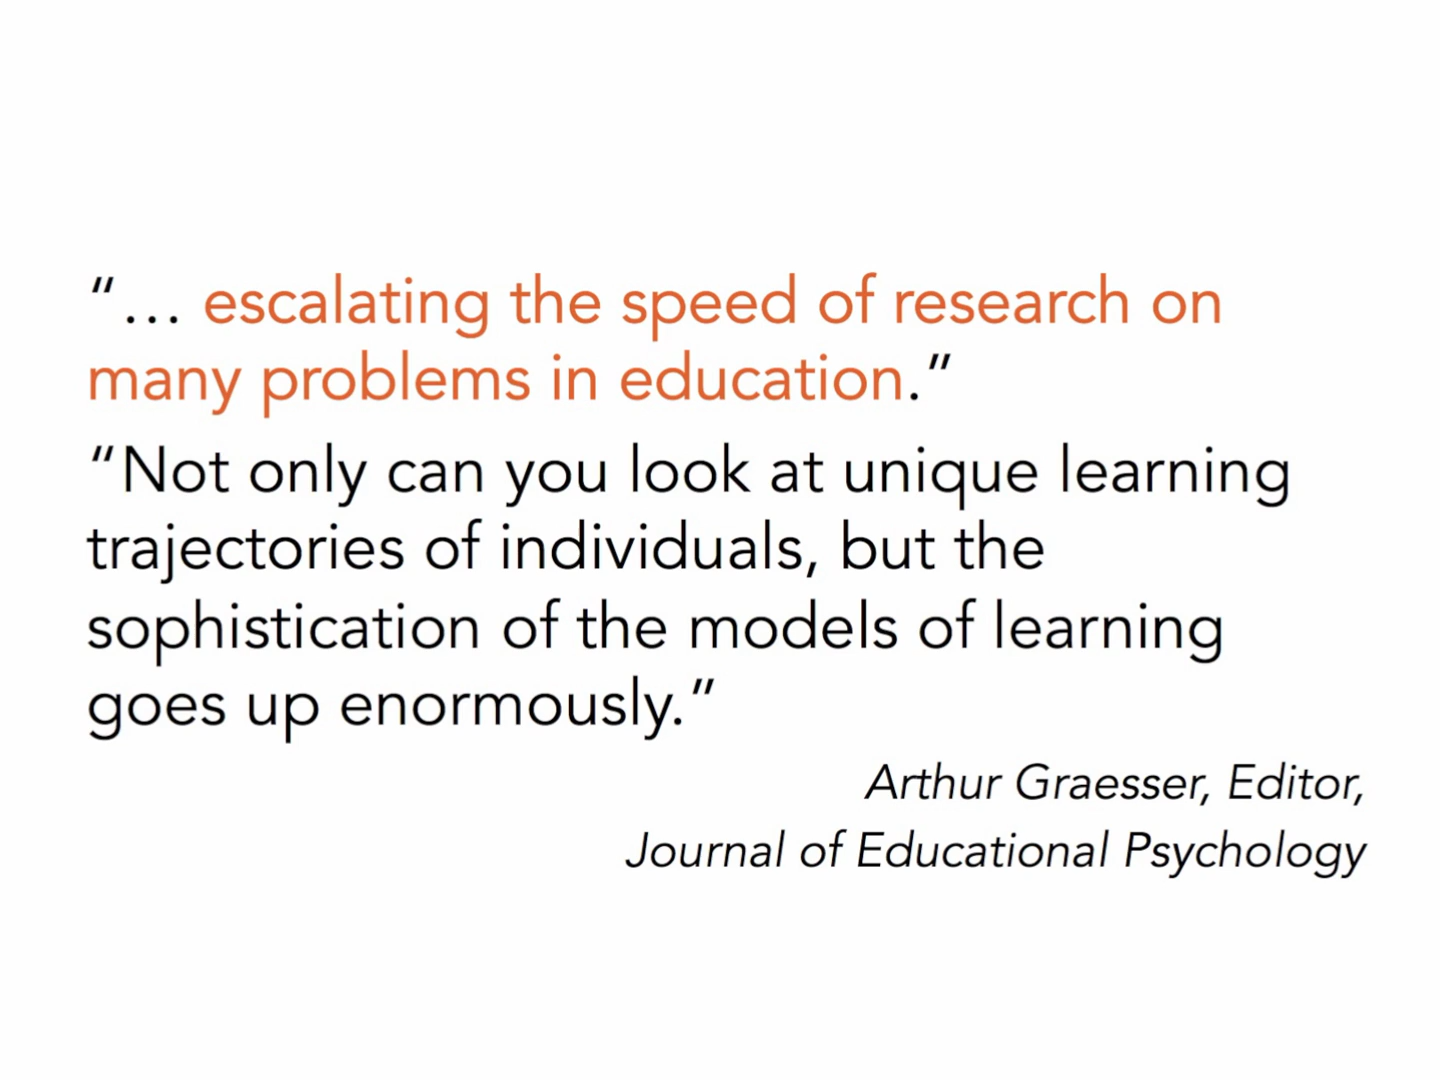 “… escalating the speed of research on
many problems in education.”
“Not only can you look at unique learning
trajectories of individuals, but the
sophistication of the models of learning
goes up enormously.”
Arthur Graesser, Editor,
Journal of Educational Psychology